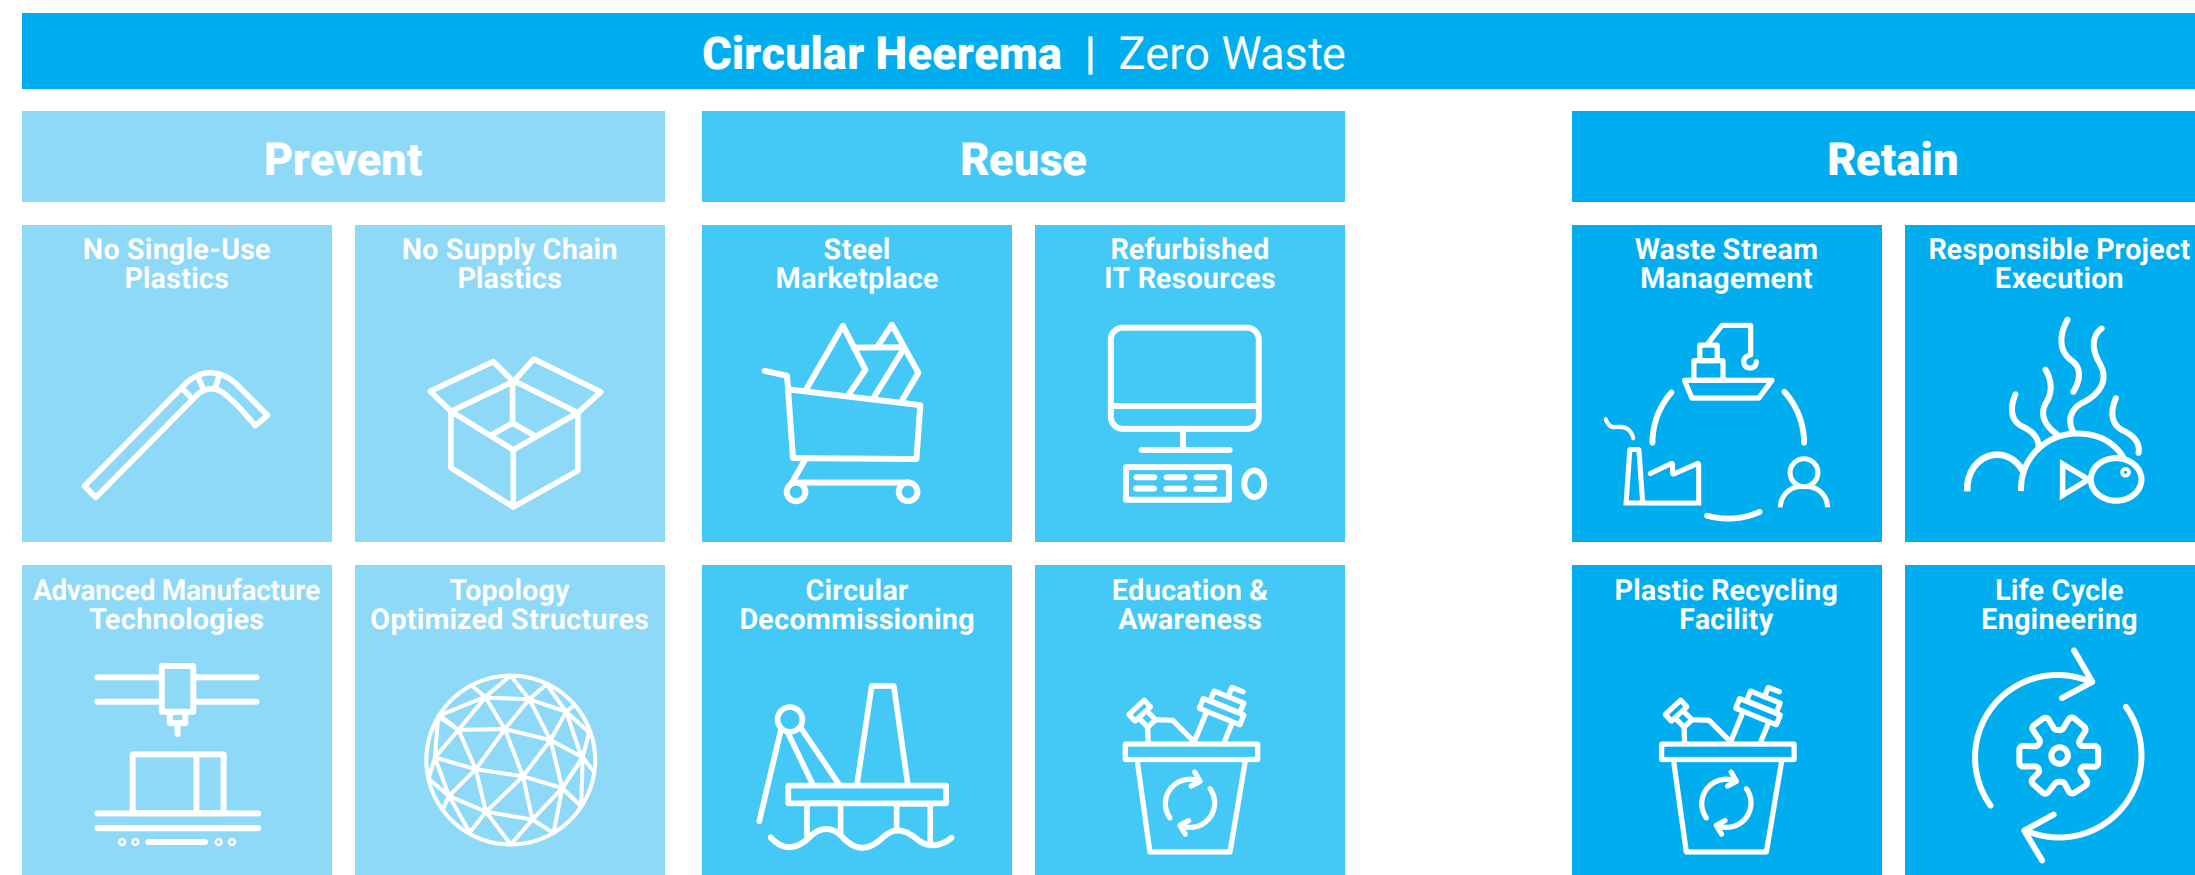 Circular Heerema | Zero Waste
Prevent
No Single-Use
Plastics
No Supply Chain
Plastics
Advanced Manufacture
Technologies
Topology
Optimized Structures
Reuse
Steel
Marketplace
Refurbished
IT Resources
Circular
Decommissioning
Education &
Awareness
Retain
Waste Stream
Management
Responsible Project
Execution
Plastic Recycling
Facility
Life Cycle
Engineering